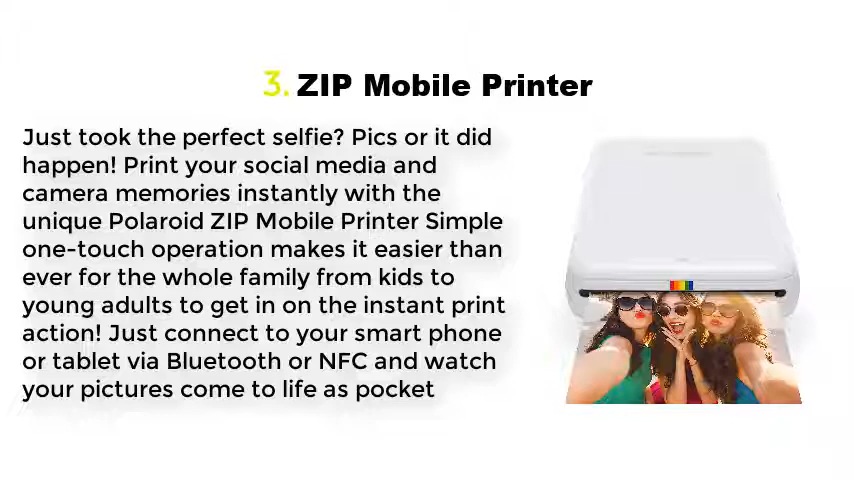 3. ZIP Mobile Printer
Just took the perfect selfie? Pics or it did
happen! Print your social media and
camera memories instantly with the
unique Polaroid ZIP Mobile Printer Simple
one-touch operation makes it easier than
ever for the whole family from kids to
young adults to get in on the instant print
action! Just connect to your smart phone
or tablet via Bluetooth or NFC and watch
your pictures come to life as pocket